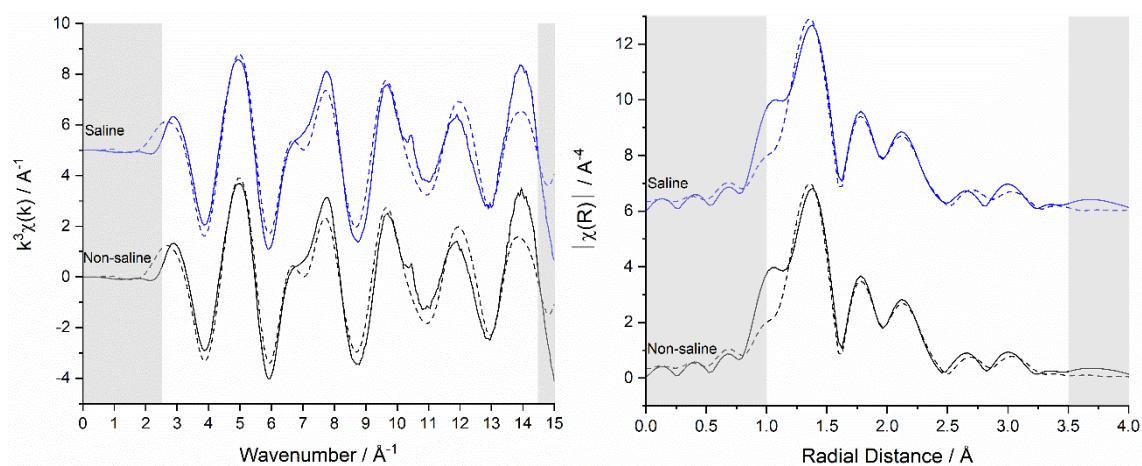 10
8
6
4
2
0
-2
-4
k³χ(k) / Å⁻¹
Saline
Non-saline
0 1 2 3 4 5 6 7 8 9 10 11 12 13 14 15
Wavenumber / Å⁻¹
12
10
8
6
4
2
0
|χ(R)| / Å⁻⁴
Saline
Non-saline
0.0 0.5 1.0 1.5 2.0 2.5 3.0 3.5 4.0
Radial Distance / Å